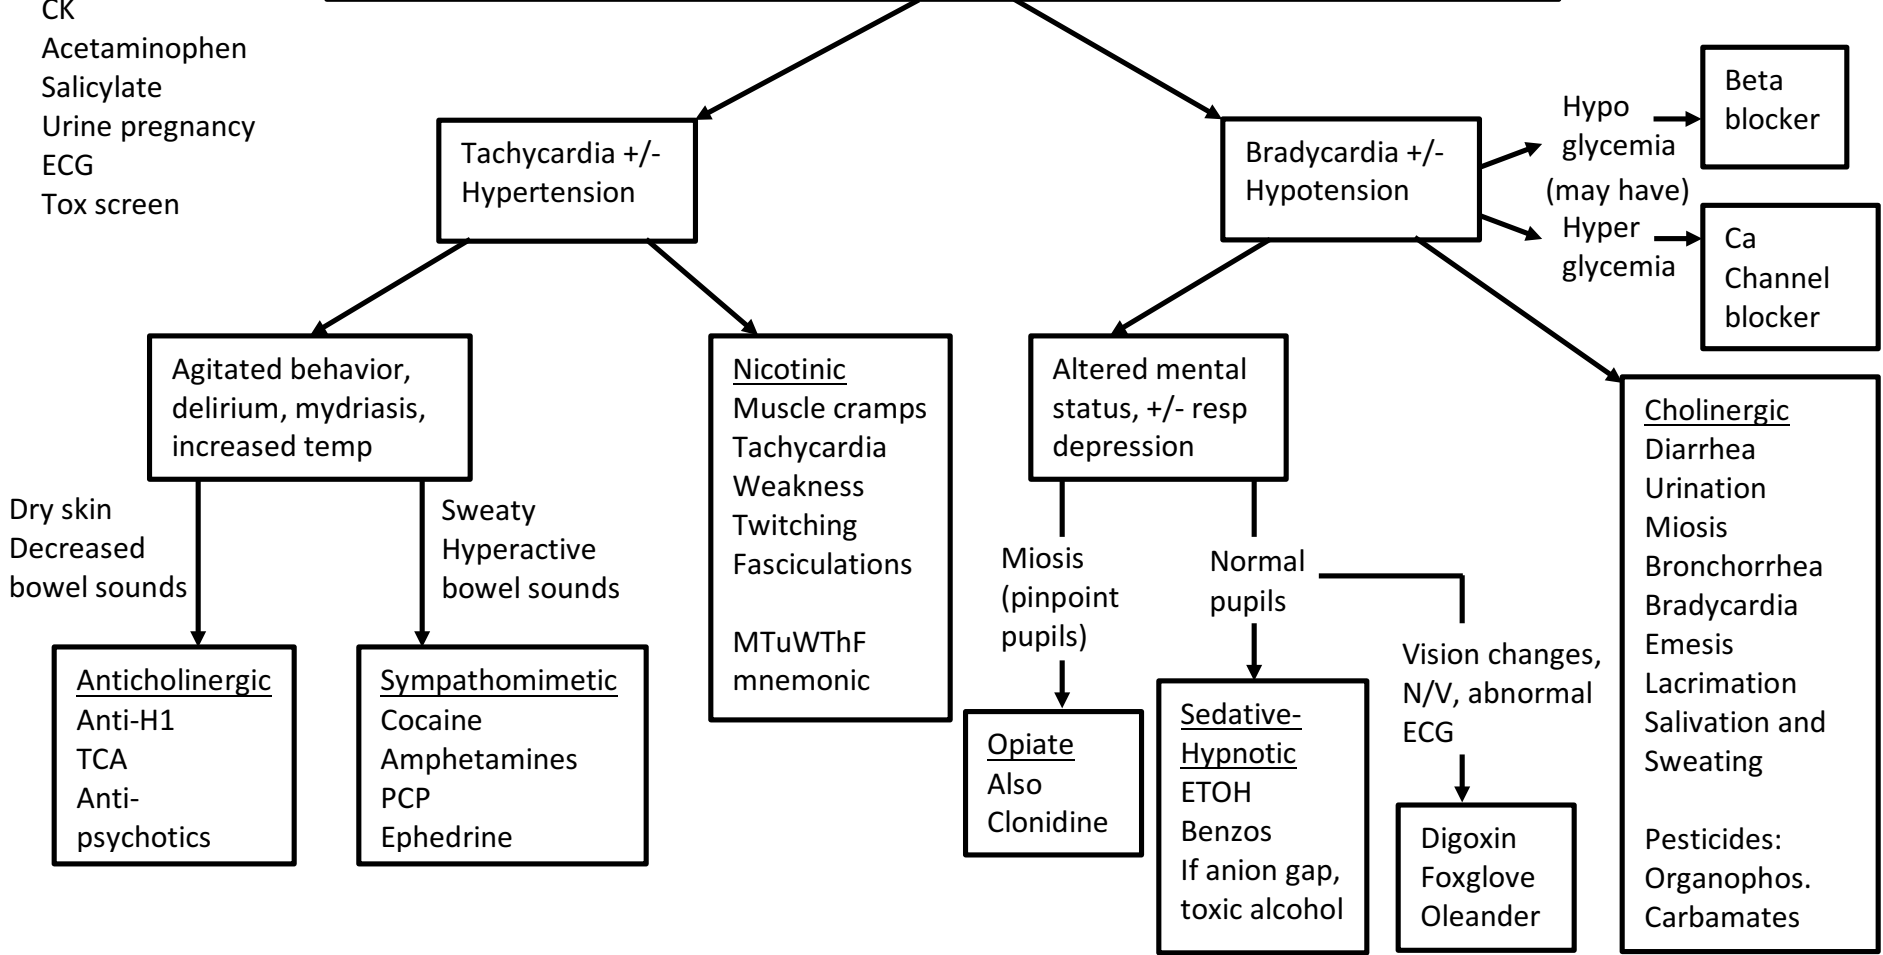 CK
Acetaminophen
Salicylate
Urine pregnancy
ECG
Tox screen
Tachycardia +/-
Hypertension
Bradycardia +/-
Hypotension
Hypo
glycemia
(may have)
Hyper
glycemia
Beta
blocker
Ca
Channel
blocker
Agitated behavior,
delirium, mydriasis,
increased temp
Dry skin
Decreased
bowel sounds
Sweaty
Hyperactive
bowel sounds
Anticholinergic
Anti-H1
TCA
Anti-
psychotics
Sympathomimetic
Cocaine
Amphetamines
PCP
Ephedrine
Nicotinic
Muscle cramps
Tachycardia
Weakness
Twitching
Fasciculations
MTuWThF
mnemonic
Altered mental
status, +/- resp
depression
Miosis
(pinpoint
pupils)
Normal
pupils
Opiate
Also
Clonidine
Sedative-
Hypnotic
ETOH
Benzos
If anion gap,
toxic alcohol
Vision changes,
N/V, abnormal
ECG
Digoxin
Foxglove
Oleander
Cholinergic
Diarrhea
Urination
Miosis
Bronchorrhea
Bradycardia
Emesis
Lacrimation
Salivation and
Sweating
Pesticides:
Organophos.
Carbamates